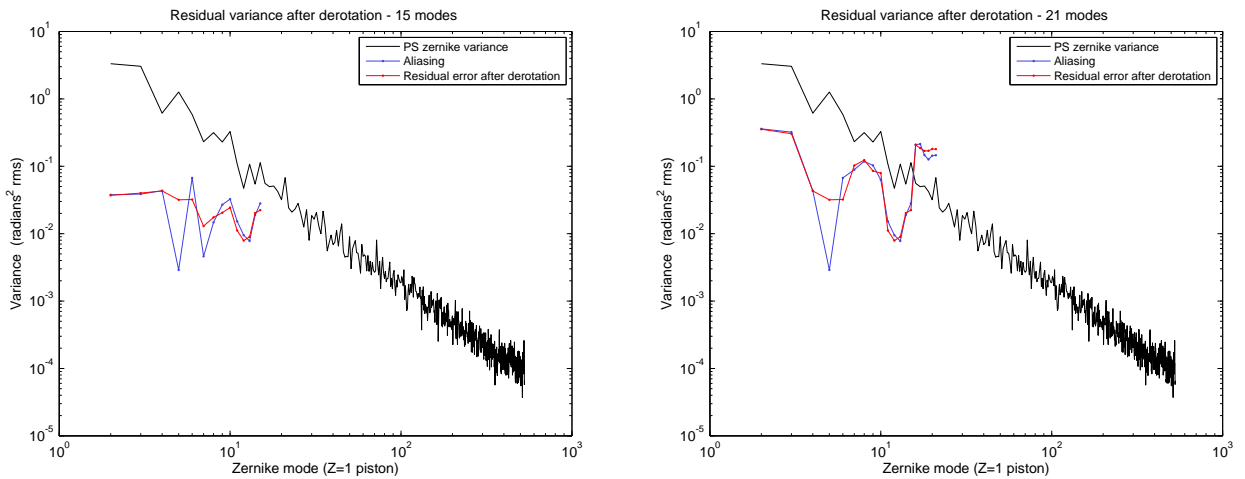 Residual variance after derotation - 15 modes
10^1
10^0
10^-1
10^-2
10^-3
10^-4
10^-5
Variance (radians^2 rms)
PS zernike variance
Aliasing
Residual error after derotation
10^0 10^1 10^2 10^3
Zernike mode (Z=1 piston)
Residual variance after derotation - 21 modes
10^1
10^0
10^-1
10^-2
10^-3
10^-4
10^-5
Variance (radians^2 rms)
PS zernike variance
Aliasing
Residual error after derotation
10^0 10^1 10^2 10^3
Zernike mode (Z=1 piston)